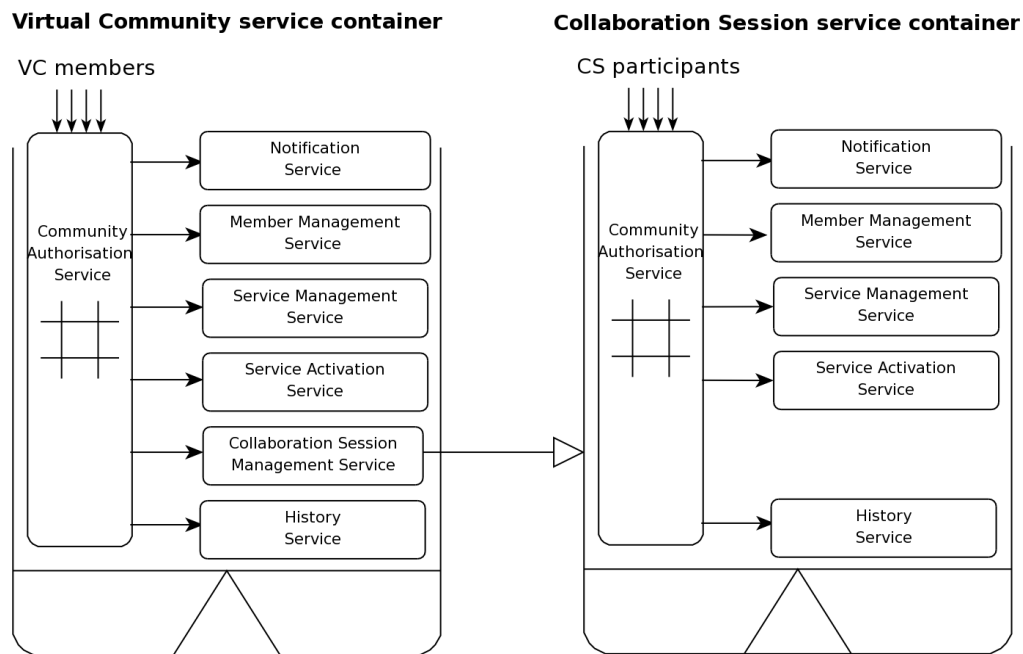 Virtual Community service container
VC members
Community
Authorisation
Service
Notification
Service
Member Management
Service
Service Management
Service
Service Activation
Service
Collaboration Session
Management Service
History
Service
Collaboration Session service container
CS participants
Community
Authorisation
Service
Notification
Service
Member Management
Service
Service Management
Service
Service Activation
Service
History
Service